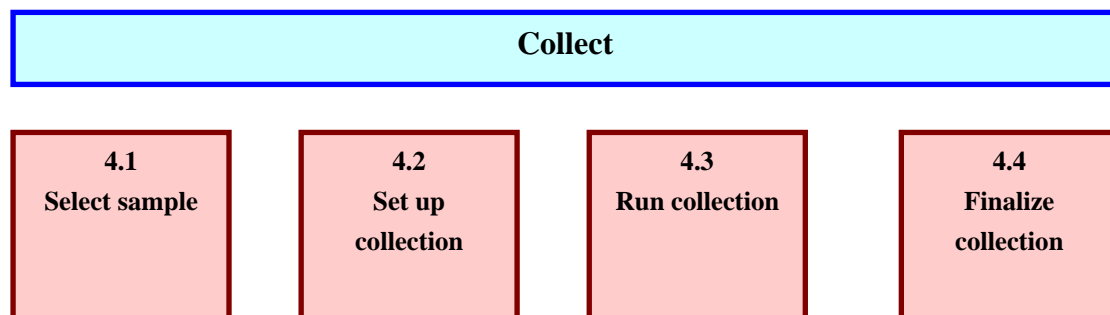 Collect
4.1
Select sample
4.2
Set up
collection
4.3
Run collection
4.4
Finalize
collection